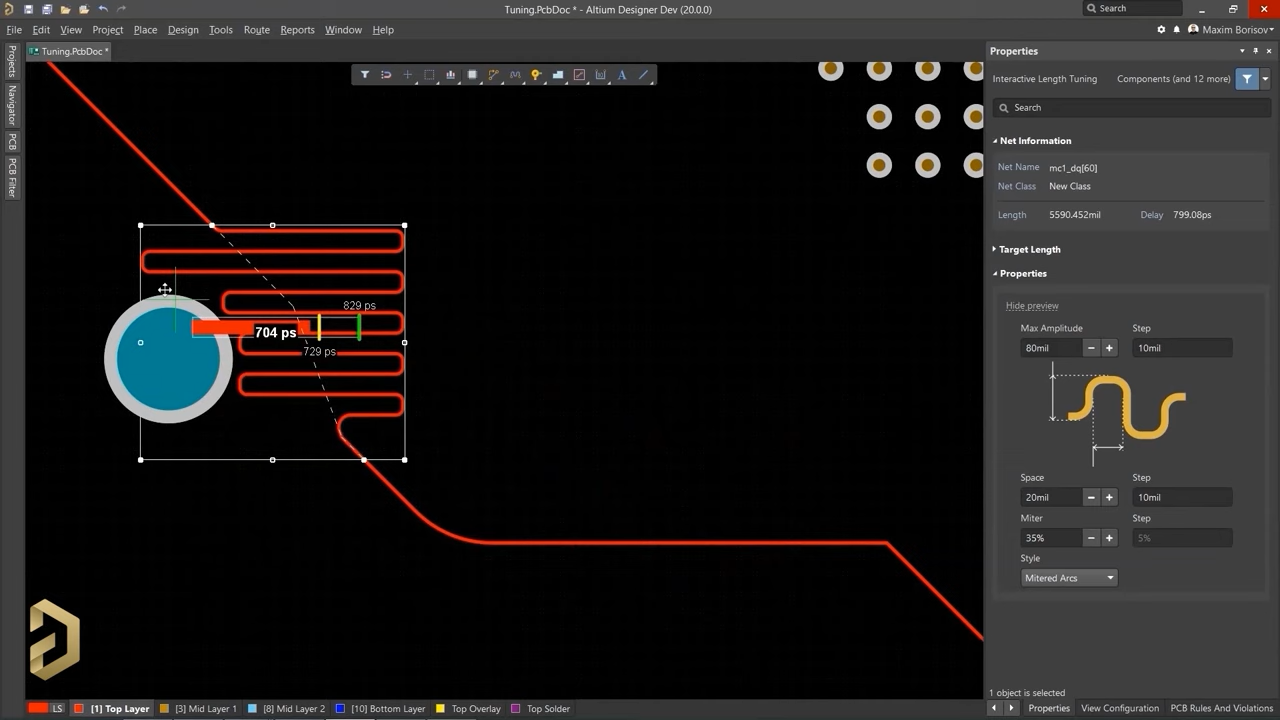 Tuning.PcbDoc * - Altium Designer Dev (20.0.0)
Search
File Edit View Project Place Design Tools Route Reports Window Help
Maxim Borisov
Projects
Navigator
PCB
PCB Filter
Tuning.PcbDoc *
829 ps
704 ps
729 ps
Properties
Interactive Length Tuning Components (and 12 more)
Search
Net Information
Net Name mc1_dq[60]
Net Class New Class
Length 5590.452mil Delay 799.08ps
Target Length
Properties
Hide preview
Max Amplitude Step
80mil 10mil
Space Step
20mil 10mil
Miter Step
35% 5%
Style
Mitered Arcs
1 object is selected
LS [1] Top Layer [3] Mid Layer 1 [8] Mid Layer 2 [10] Bottom Layer Top Overlay Top Solder
Properties View Configuration PCB Rules And Violations